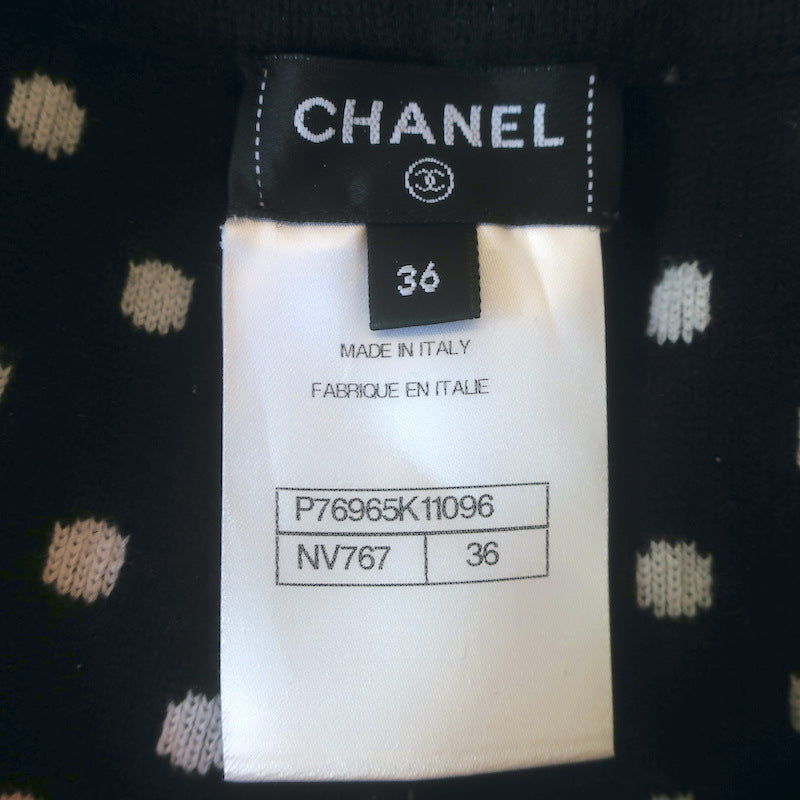 CHANEL
36
MADE IN ITALY
FABRIQUE EN ITALIE
P76965K11096
NV767 36